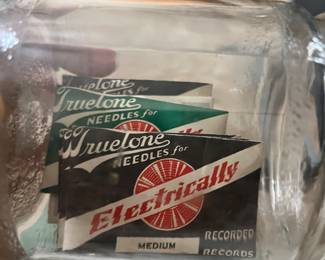 Truetone
Truetone
NEEDLES for
Truetone
NEEDLES for
Electrically
MEDIUM
RECORDED
RECORDS